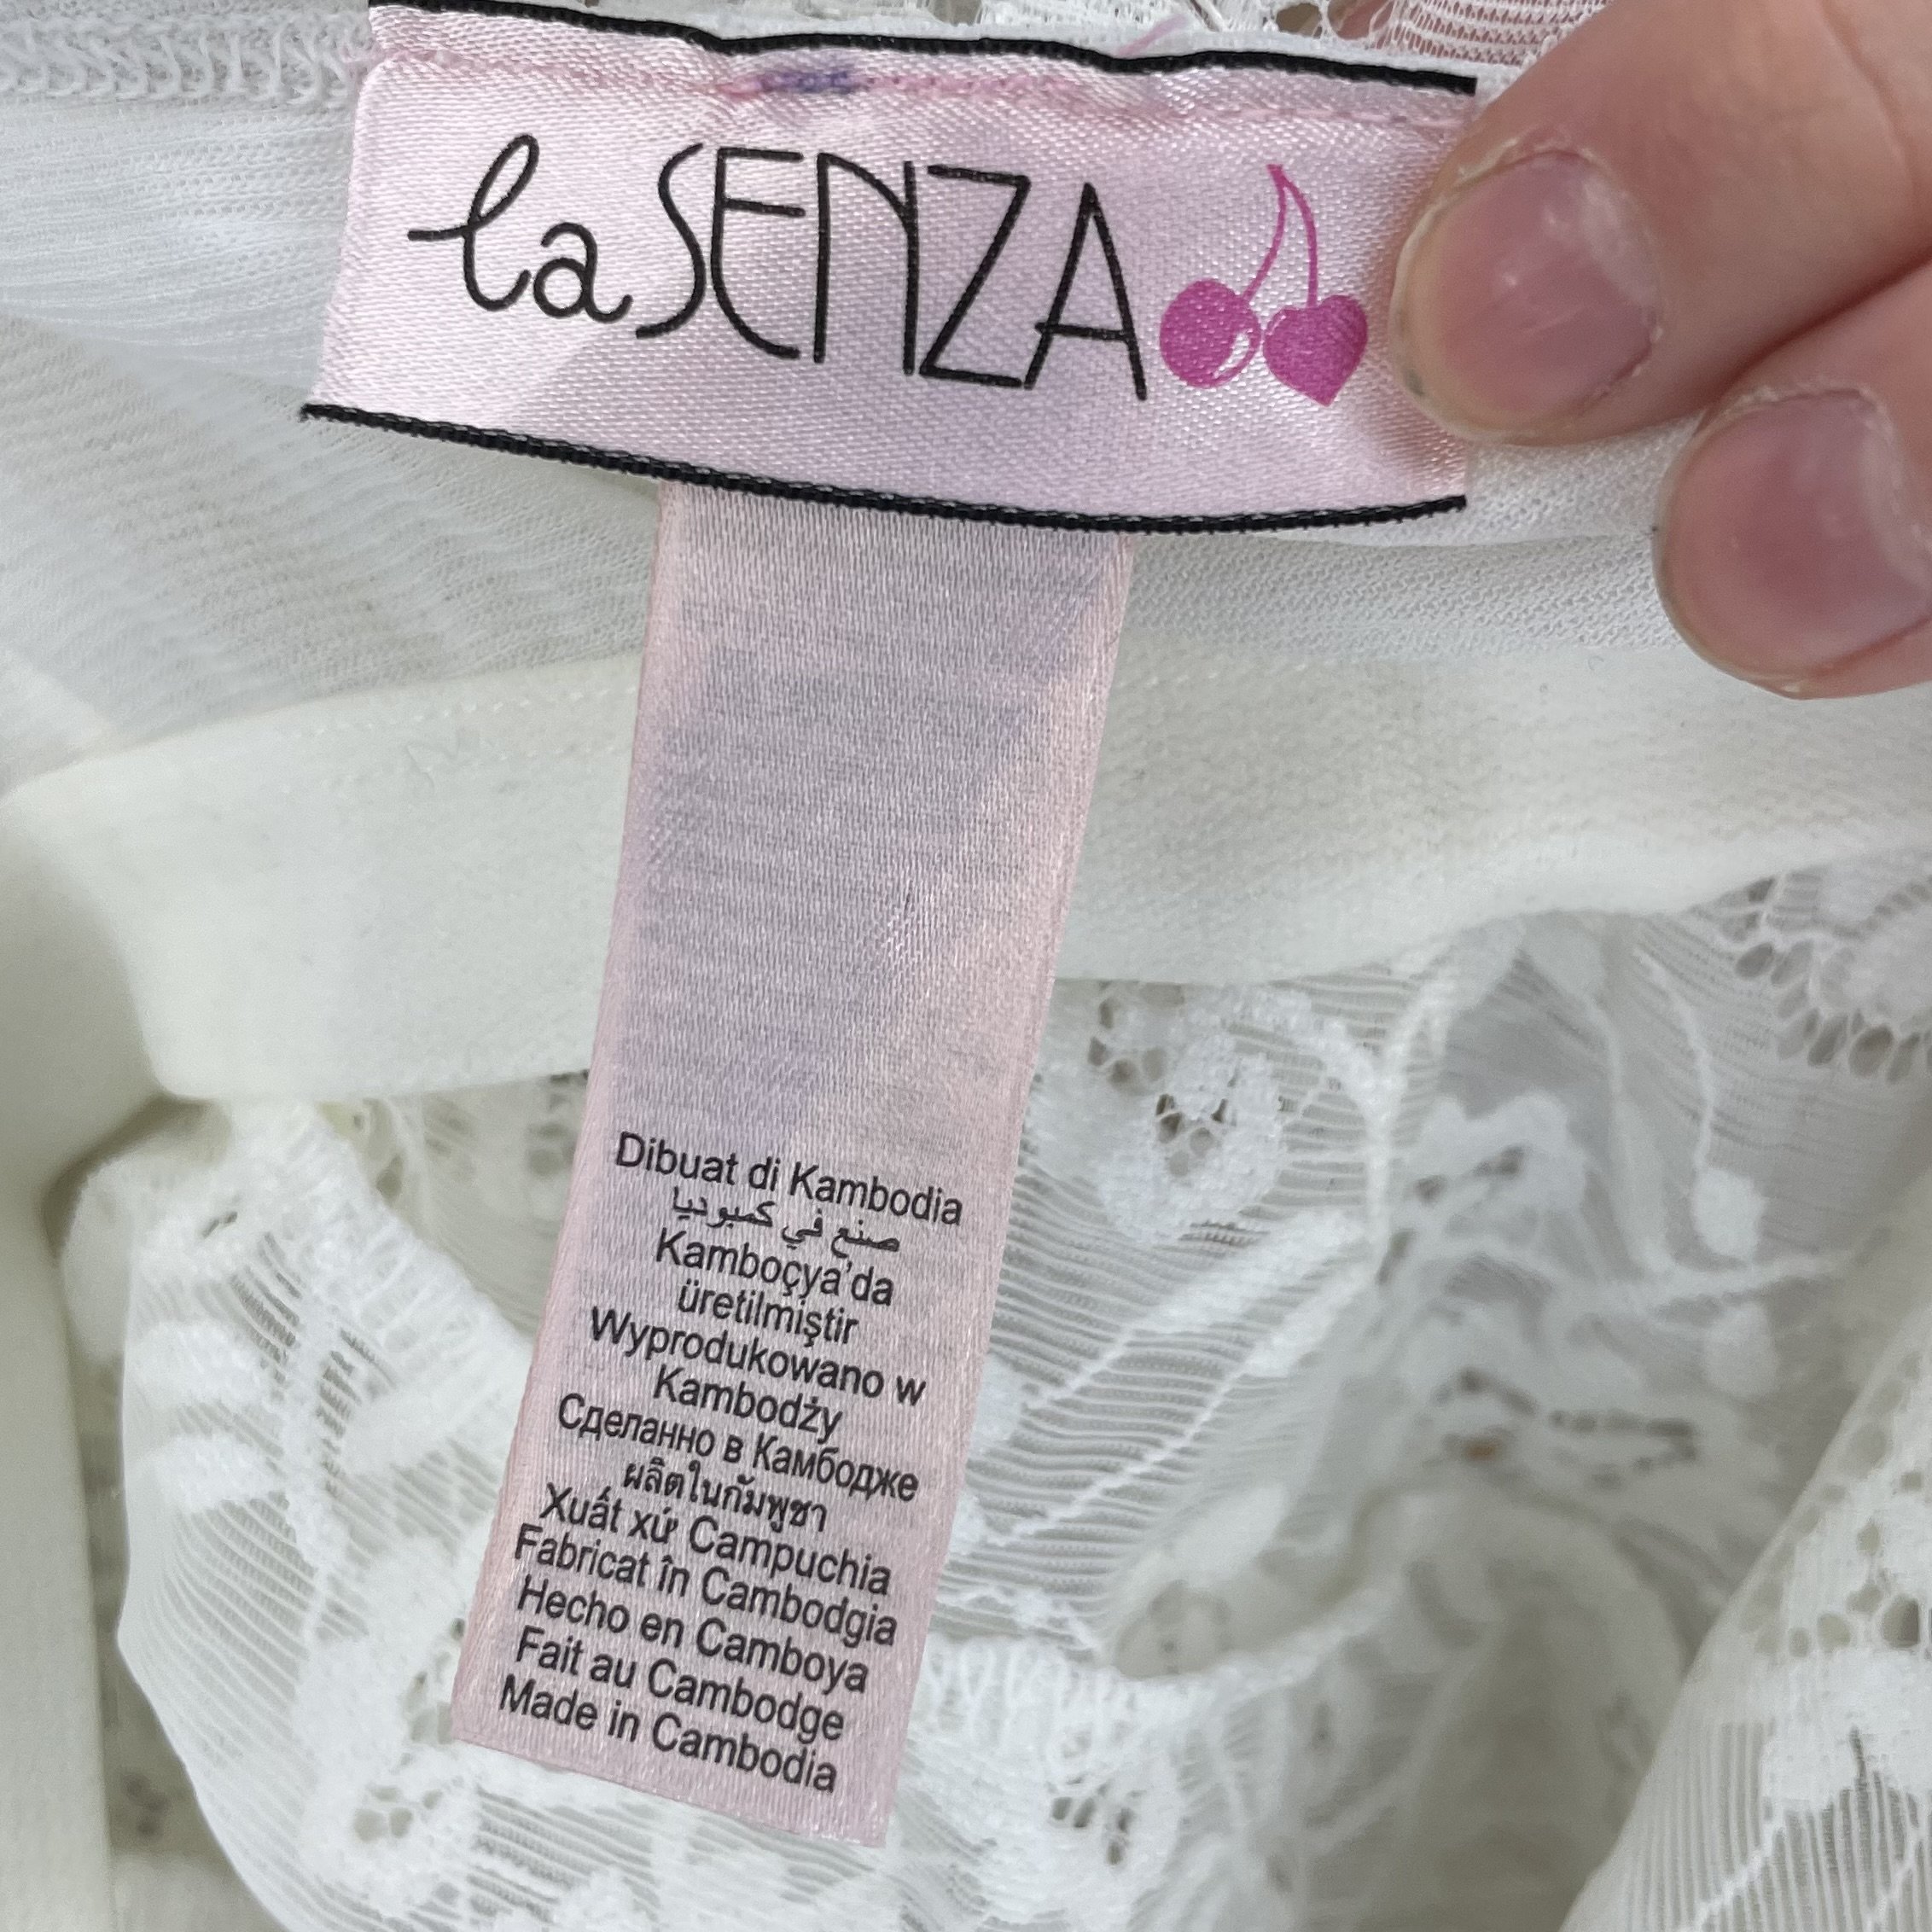 la SENZA
Dibuat di Kambodia
صنع في كمبوديا
Kamboçya'da
üretilmiştir
Wyprodukowano w
Kambodży
Сделанно в Камбодже
ผลิตในกัมพูชา
Xuất xứ Campuchia
Fabricat în Cambodgia
Hecho en Camboya
Fait au Cambodge
Made in Cambodia